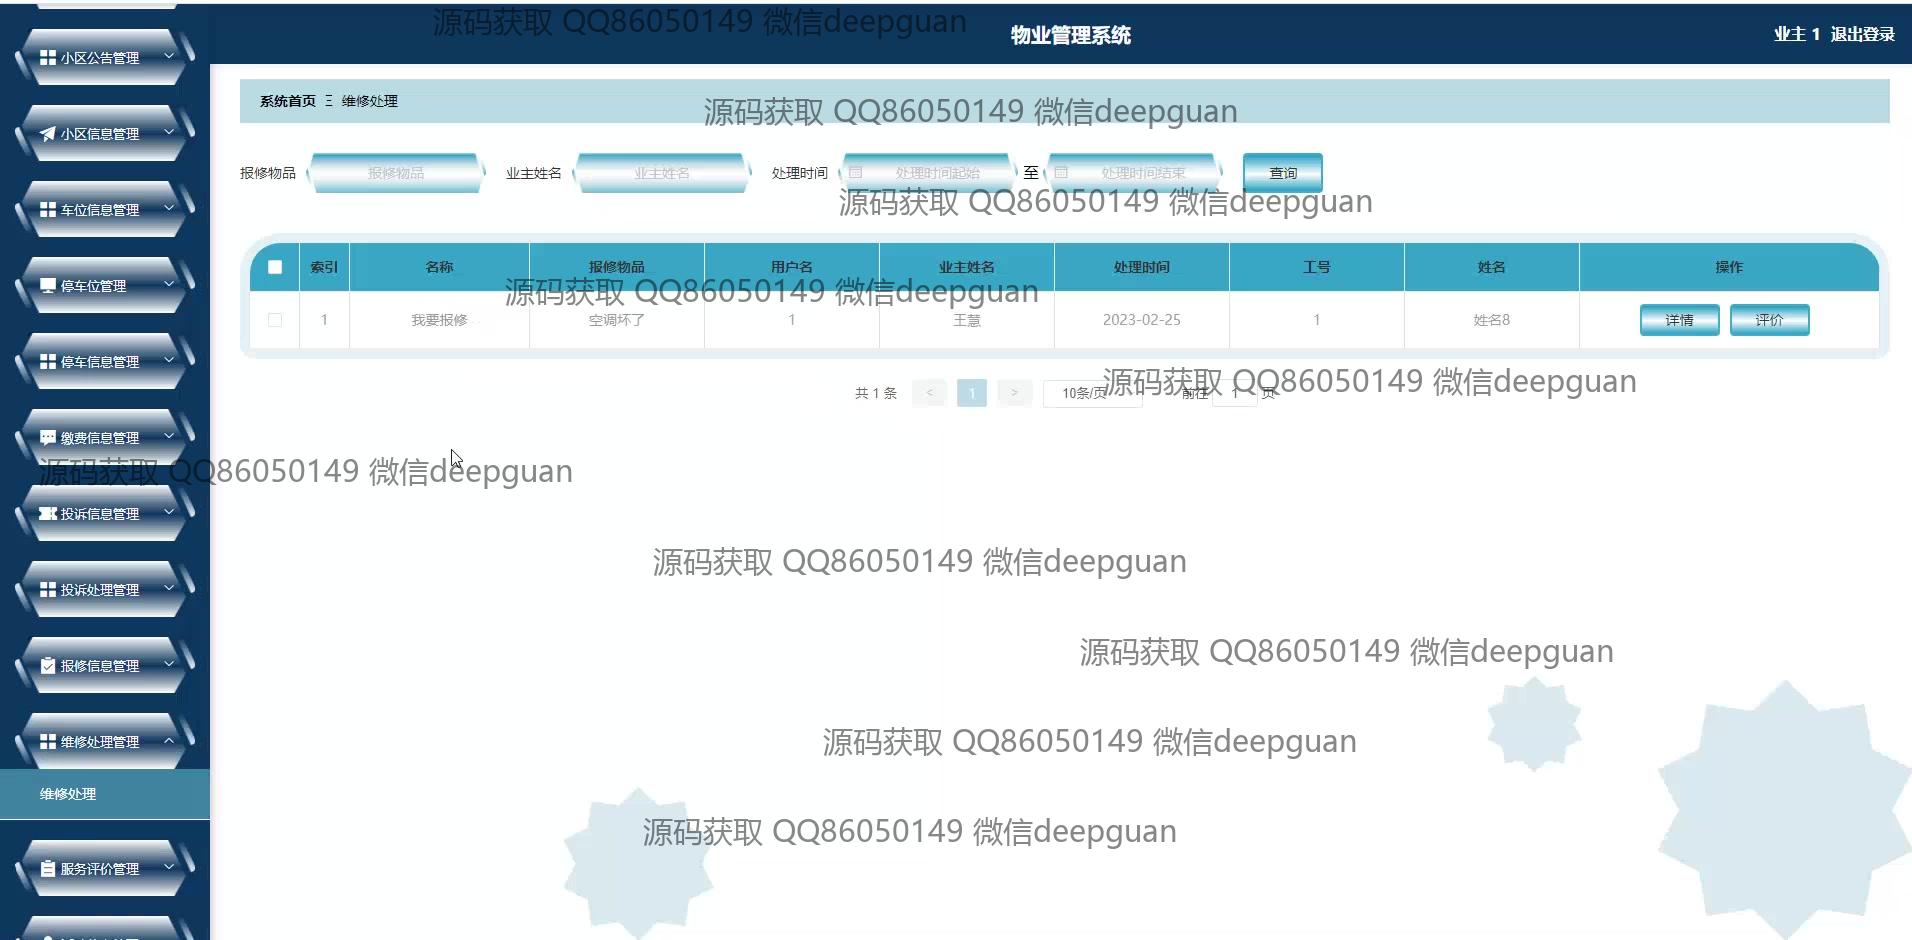 源码获取 QQ86050149 微信deepguan
物业管理系统
业主 1 退出登录
小区公告管理
小区信息管理
车位信息管理
停车位管理
停车信息管理
缴费信息管理
投诉信息管理
投诉处理管理
报修信息管理
维修处理管理
维修处理
服务评价管理
系统首页 Ξ 维修处理
源码获取 QQ86050149 微信deepguan
报修物品 报修物品 业主姓名 业主姓名 处理时间 处理时间起始 至 处理时间结束 查询
源码获取 QQ86050149 微信deepguan
索引 名称 报修物品 用户名 业主姓名 处理时间 工号 姓名 操作
源码获取 QQ86050149 微信deepguan
1 我要报修 空调坏了 1 王慧 2023-02-25 1 姓名8 详情 评价
共 1 条 < 1 > 10条/页 前往 1 页
源码获取 QQ86050149 微信deepguan
源码获取 QQ86050149 微信deepguan
源码获取 QQ86050149 微信deepguan
源码获取 QQ86050149 微信deepguan
源码获取 QQ86050149 微信deepguan
源码获取 QQ86050149 微信deepguan